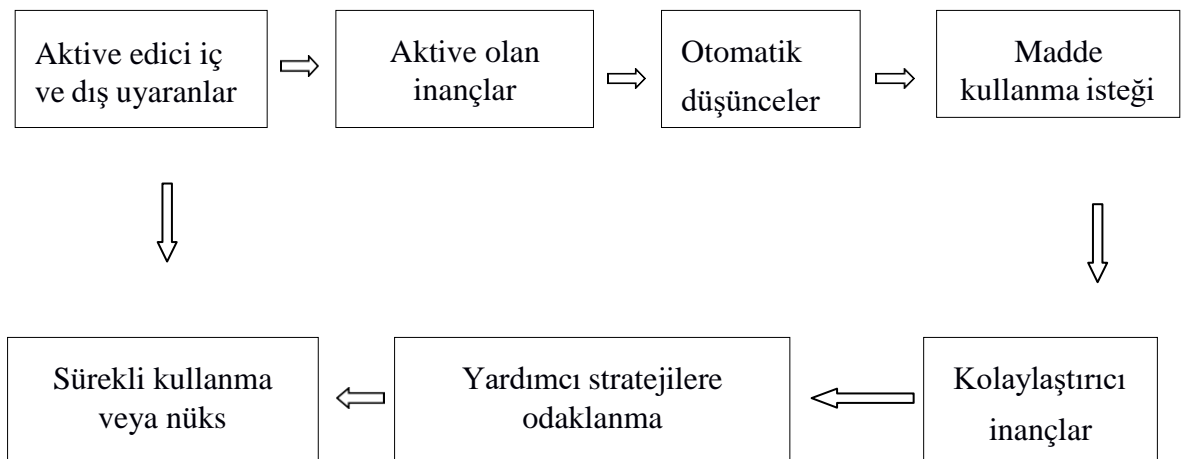 Aktive edici iç
ve dış uyaranlar
Aktive olan
inançlar
Otomatik
düşünceler
Madde
kullanma isteği
Sürekli kullanma
veya nüks
Yardımcı stratejilere
odaklanma
Kolaylaştırıcı
inançlar